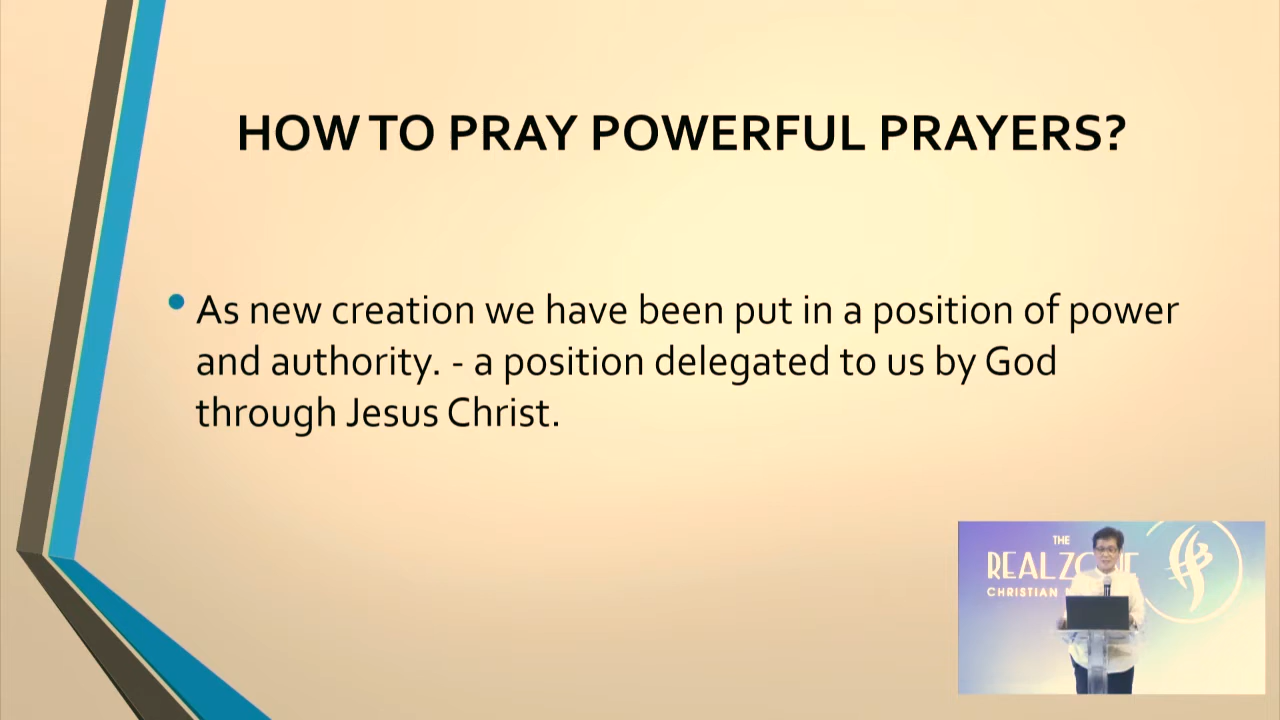 HOW TO PRAY POWERFUL PRAYERS?
• As new creation we have been put in a position of power
and authority. - a position delegated to us by God
through Jesus Christ.
THE
REAL
CHRISTIAN